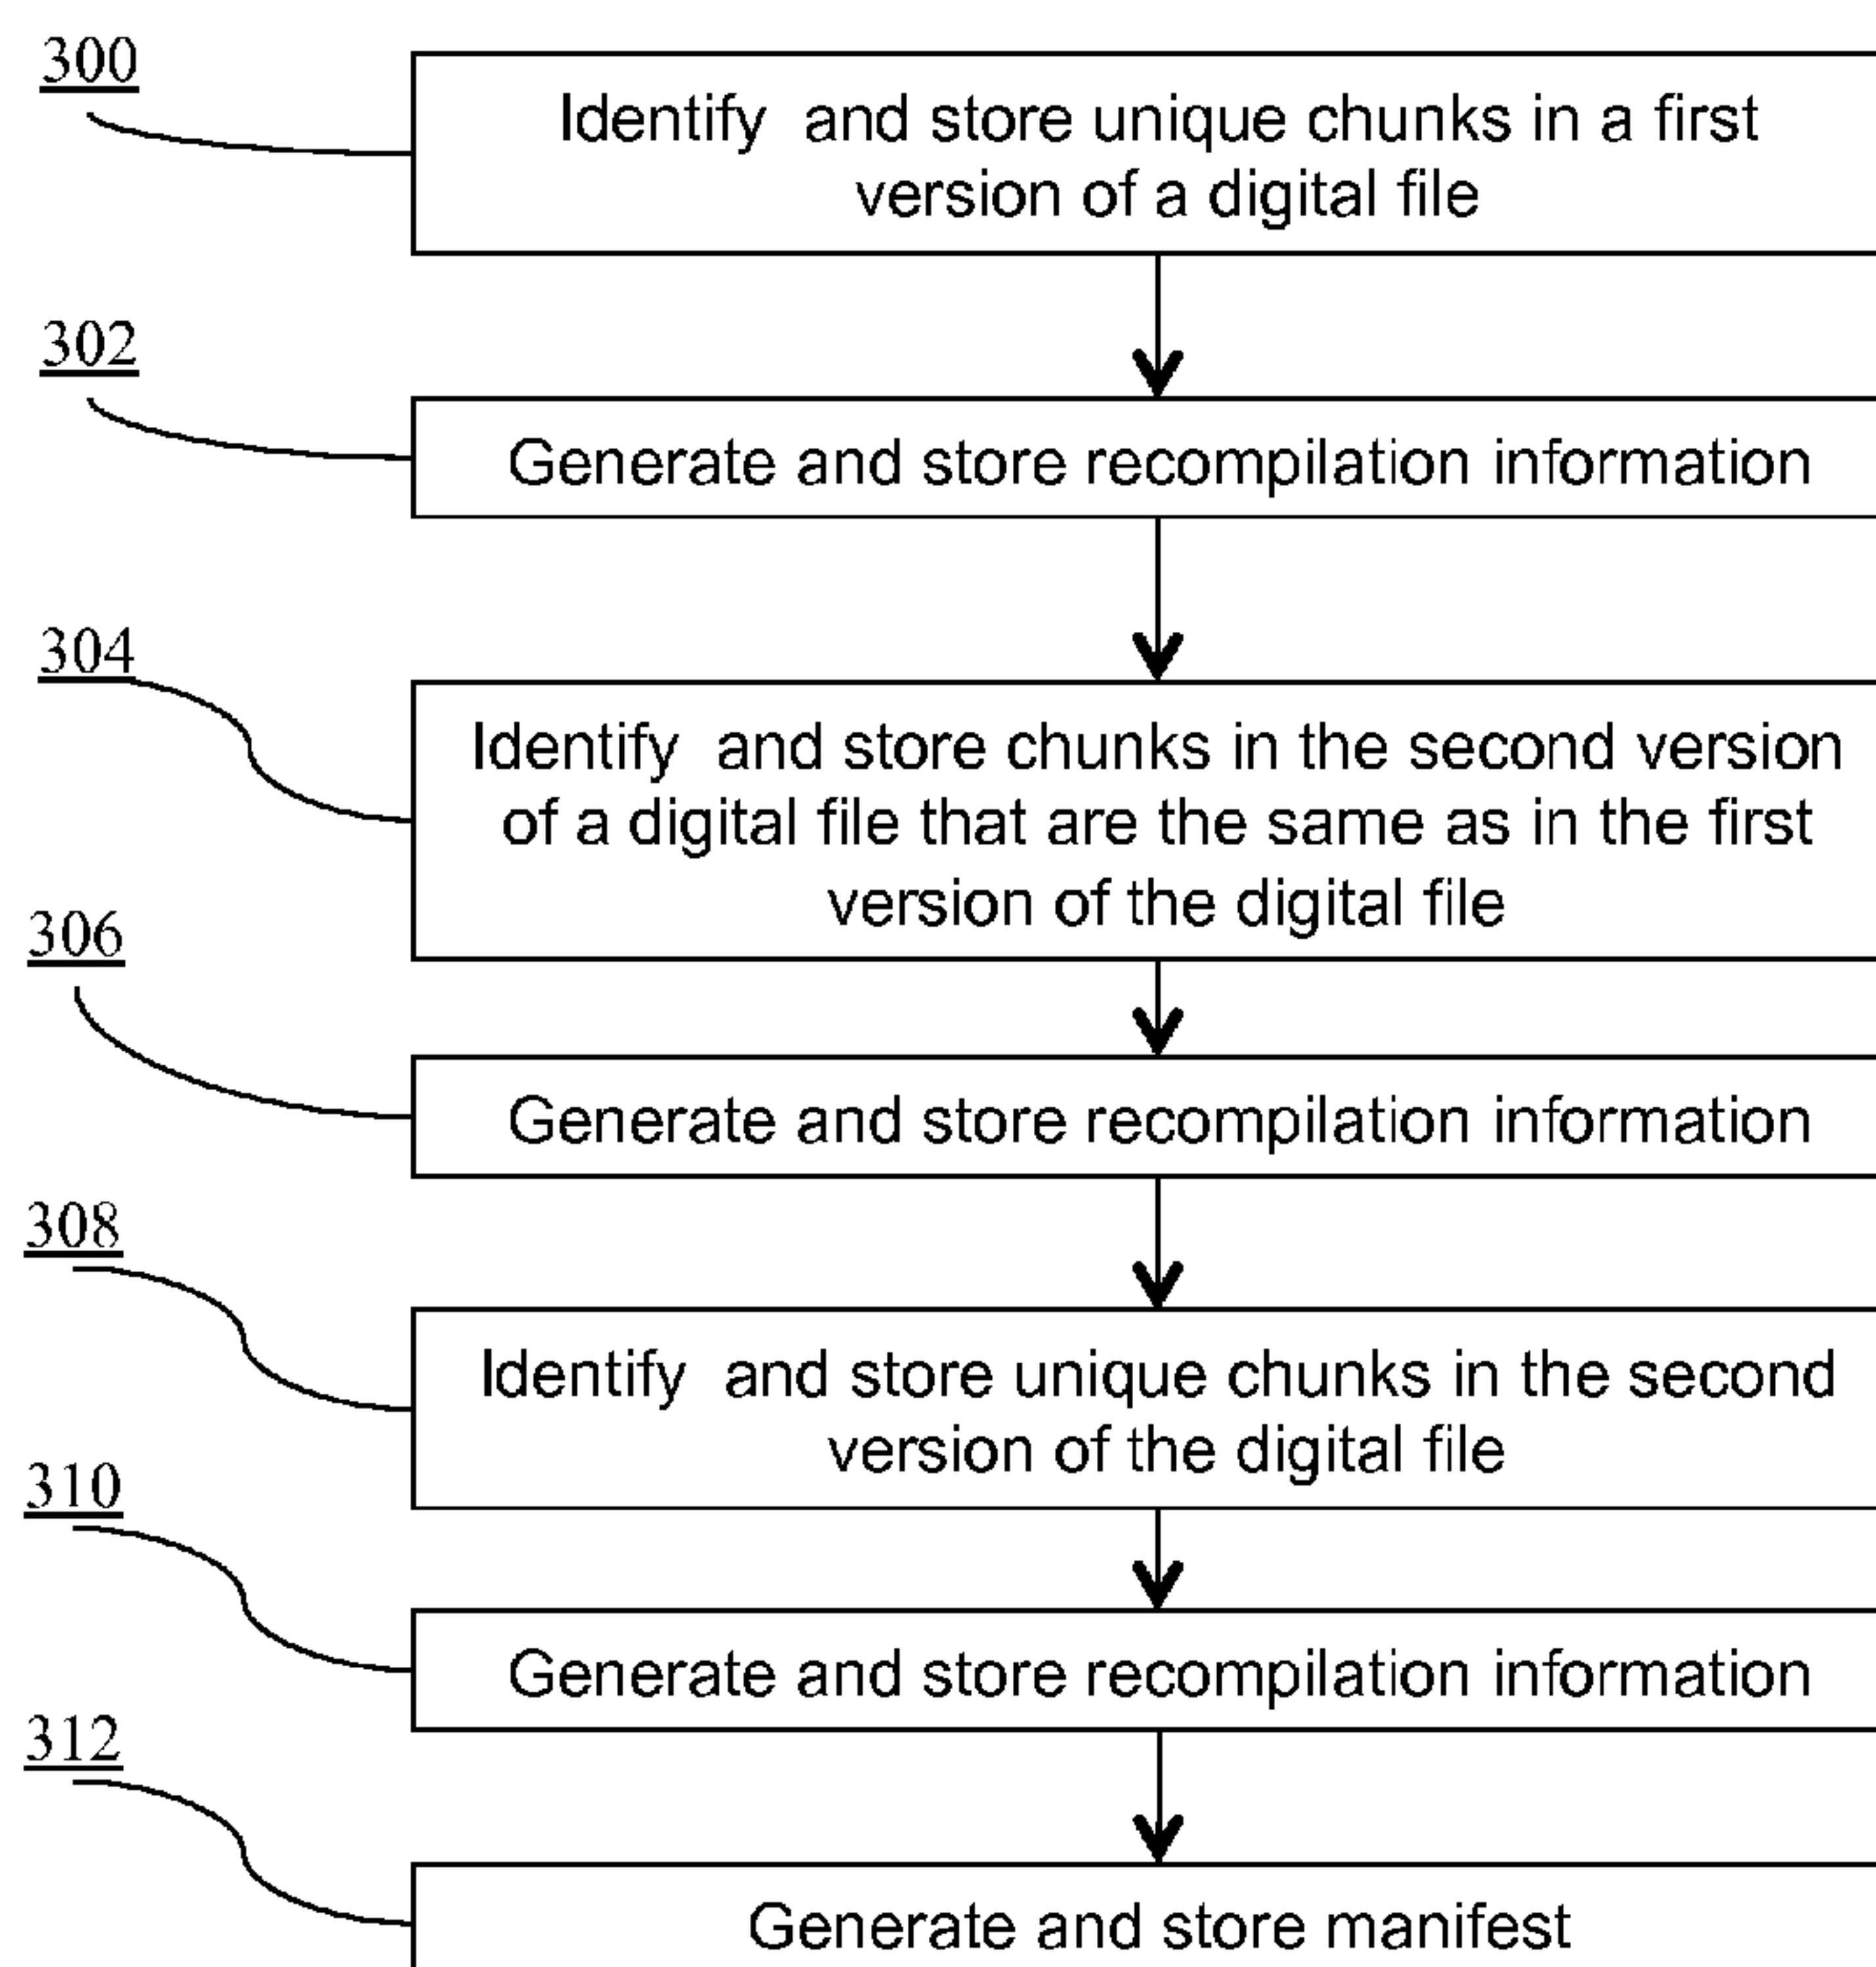 300
Identify and store unique chunks in a first
version of a digital file
302
Generate and store recompilation information
304
Identify and store chunks in the second version
of a digital file that are the same as in the first
version of the digital file
306
Generate and store recompilation information
308
Identify and store unique chunks in the second
version of the digital file
310
Generate and store recompilation information
312
Generate and store manifest